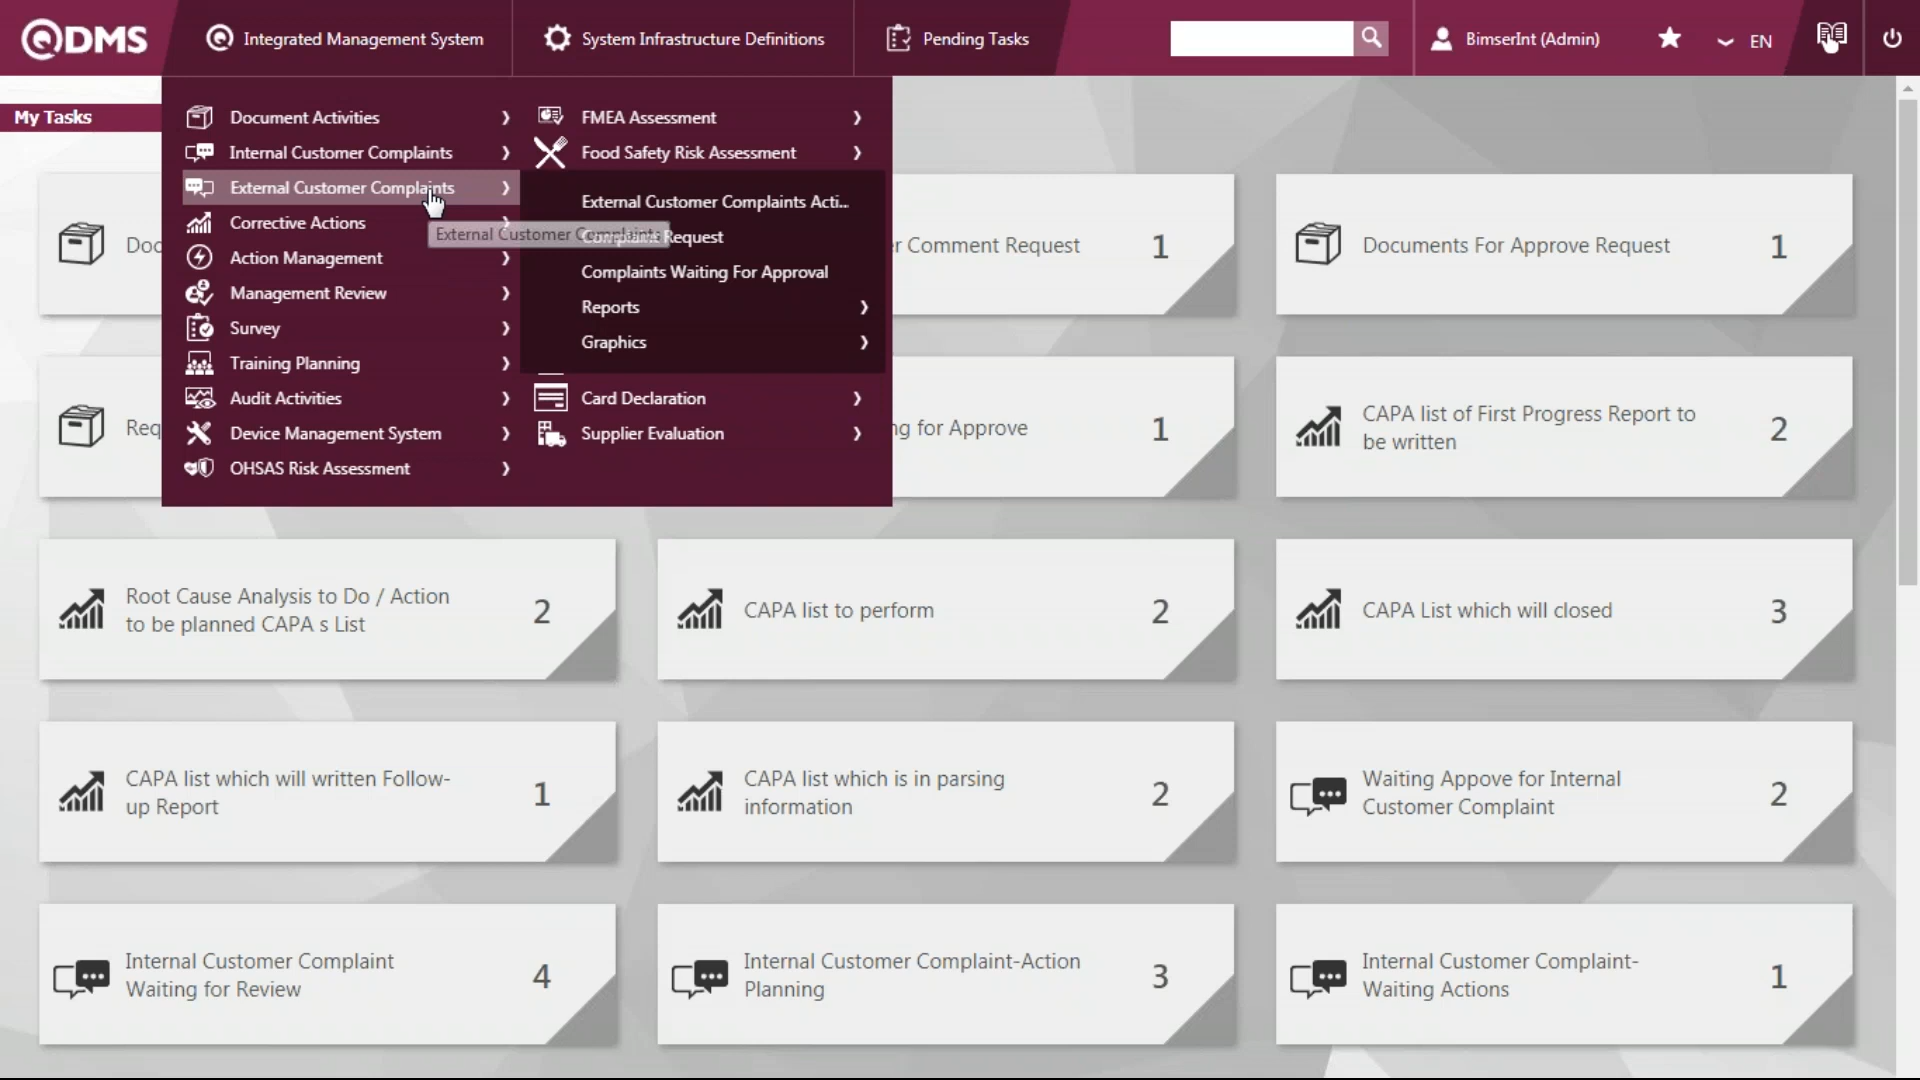 QDMS
Integrated Management System
System Infrastructure Definitions
Pending Tasks
BimserInt (Admin)
EN
My Tasks
Document Activities
Internal Customer Complaints
External Customer Complaints
Corrective Actions
Action Management
Management Review
Survey
Training Planning
Audit Activities
Device Management System
OHSAS Risk Assessment
FMEA Assessment
Food Safety Risk Assessment
External Customer Complaints Acti...
Complaint Request
Complaints Waiting For Approval
Reports
Graphics
Card Declaration
Supplier Evaluation
External Customer Complaints
Doc
r Comment Request
1
Documents For Approve Request
1
Req
ng for Approve
1
CAPA list of First Progress Report to
be written
2
Root Cause Analysis to Do / Action
to be planned CAPA s List
2
CAPA list to perform
2
CAPA List which will closed
3
CAPA list which will written Follow-
up Report
1
CAPA list which is in parsing
information
2
Waiting Appove for Internal
Customer Complaint
2
Internal Customer Complaint
Waiting for Review
4
Internal Customer Complaint-Action
Planning
3
Internal Customer Complaint-
Waiting Actions
1